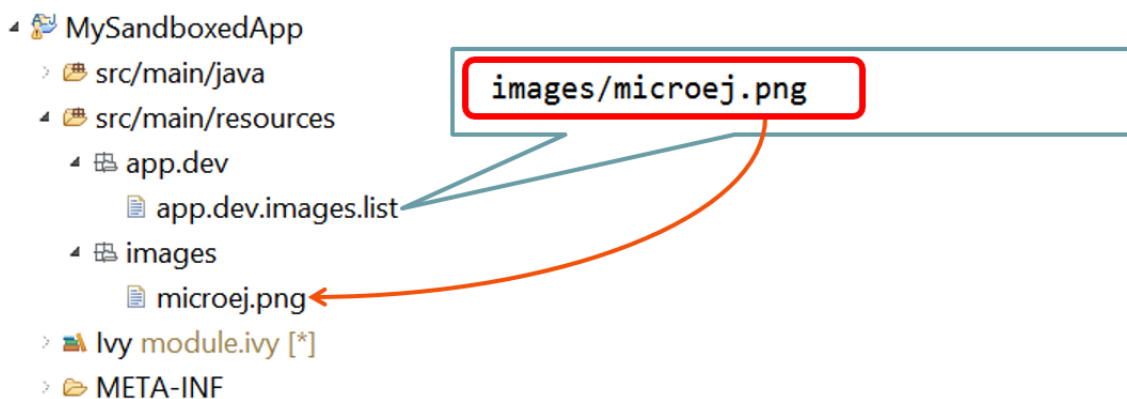 MySandboxedApp
src/main/java
images/microej.png
src/main/resources
app.dev
app.dev.images.list
images
microej.png
Ivy module.ivy [*]
META-INF